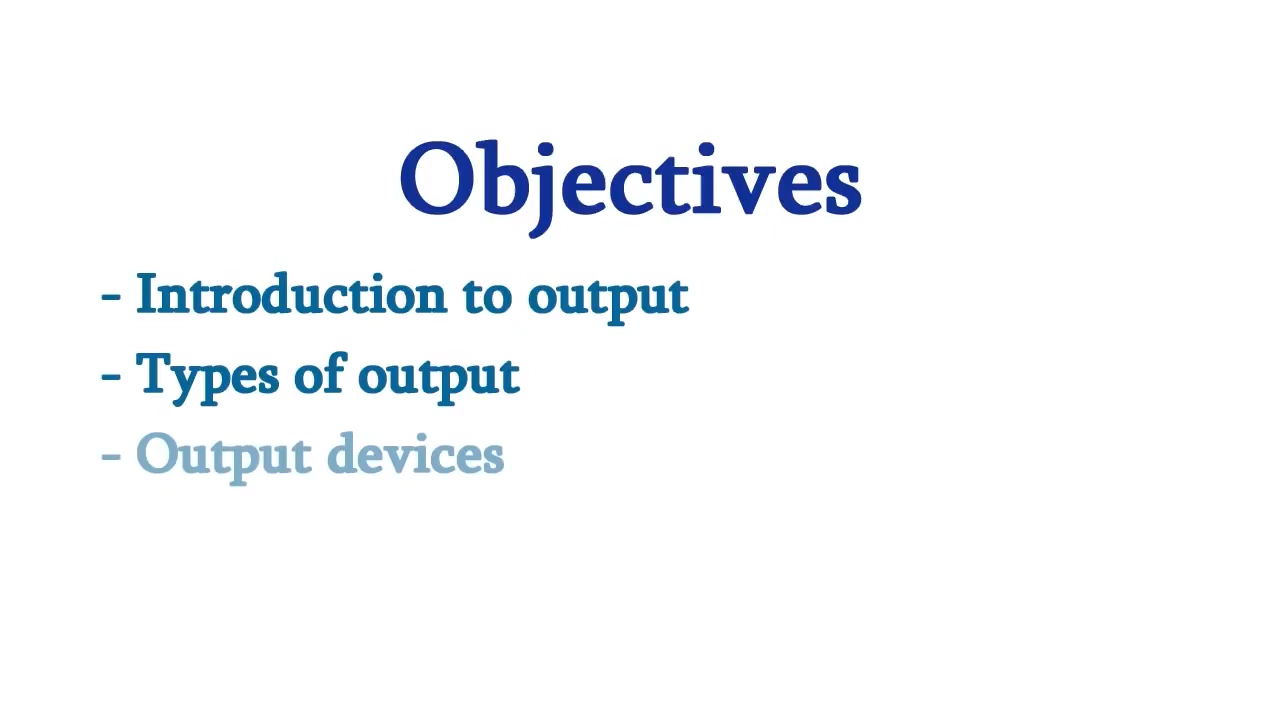 Objectives
- Introduction to output
- Types of output
- Output devices